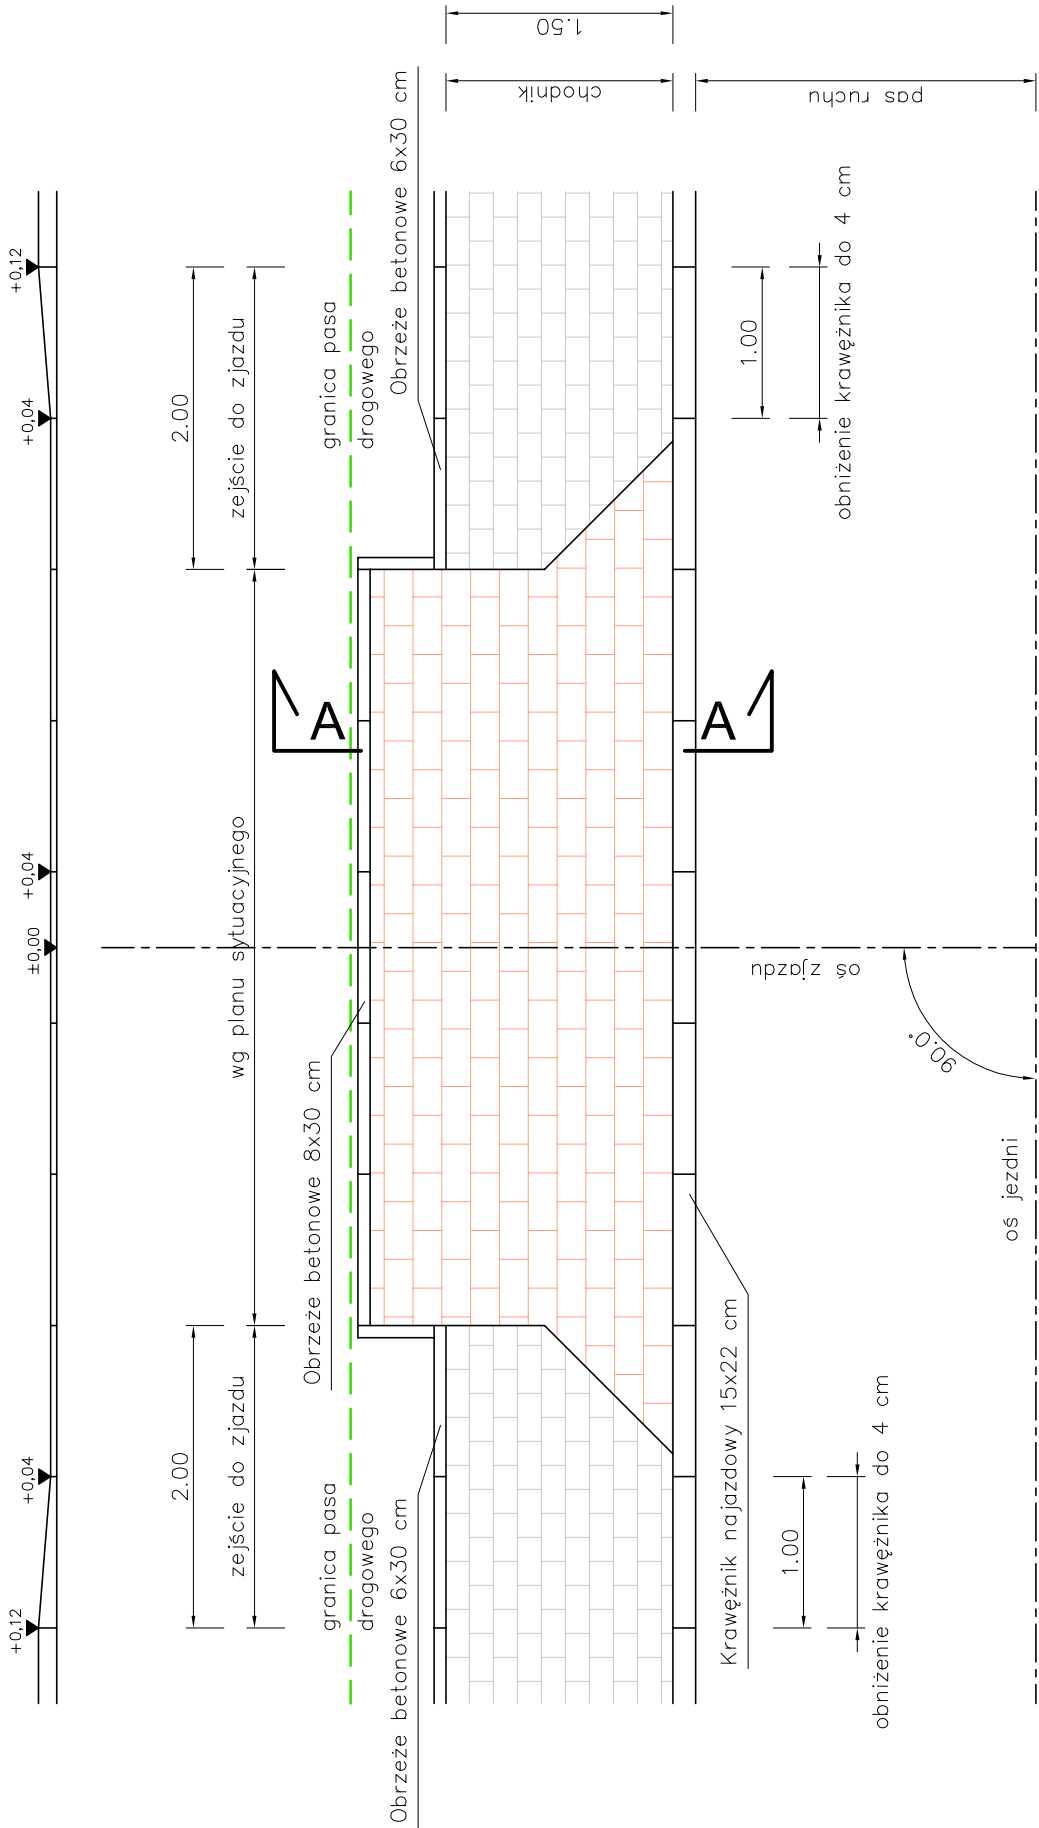 +0,12
+0,04
±0,00
+0,04
+0,04
+0,12
2.00
2.00
zejście do zjazdu
wg planu sytuacyjnego
zejście do zjazdu
granica pasa
drogowego
Obrzeże betonowe 8x30 cm
granica pasa
drogowego
Obrzeże betonowe 6x30 cm
Obrzeże betonowe 6x30 cm
A
A
chodnik
1.50
pas ruchu
Krawężnik najazdowy 15x22 cm
oś zjazdu
1.00
obniżenie krawężnika do 4 cm
1.00
obniżenie krawężnika do 4 cm
90.0°
oś jezdni